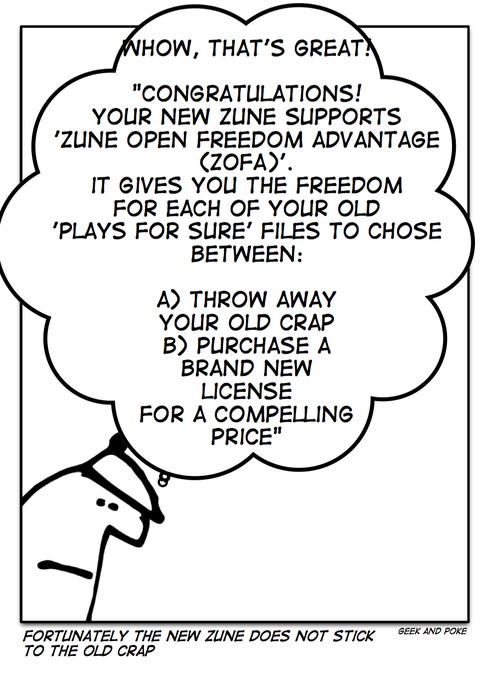 WHOW, THAT'S GREAT!
"CONGRATULATIONS!
YOUR NEW ZUNE SUPPORTS
'ZUNE OPEN FREEDOM ADVANTAGE
(ZOFA)'.
IT GIVES YOU THE FREEDOM
FOR EACH OF YOUR OLD
'PLAYS FOR SURE' FILES TO CHOSE
BETWEEN:
A) THROW AWAY
YOUR OLD CRAP
B) PURCHASE A
BRAND NEW
LICENSE
FOR A COMPELLING
PRICE"
FORTUNATELY THE NEW ZUNE DOES NOT STICK
TO THE OLD CRAP
GEEK AND POKE